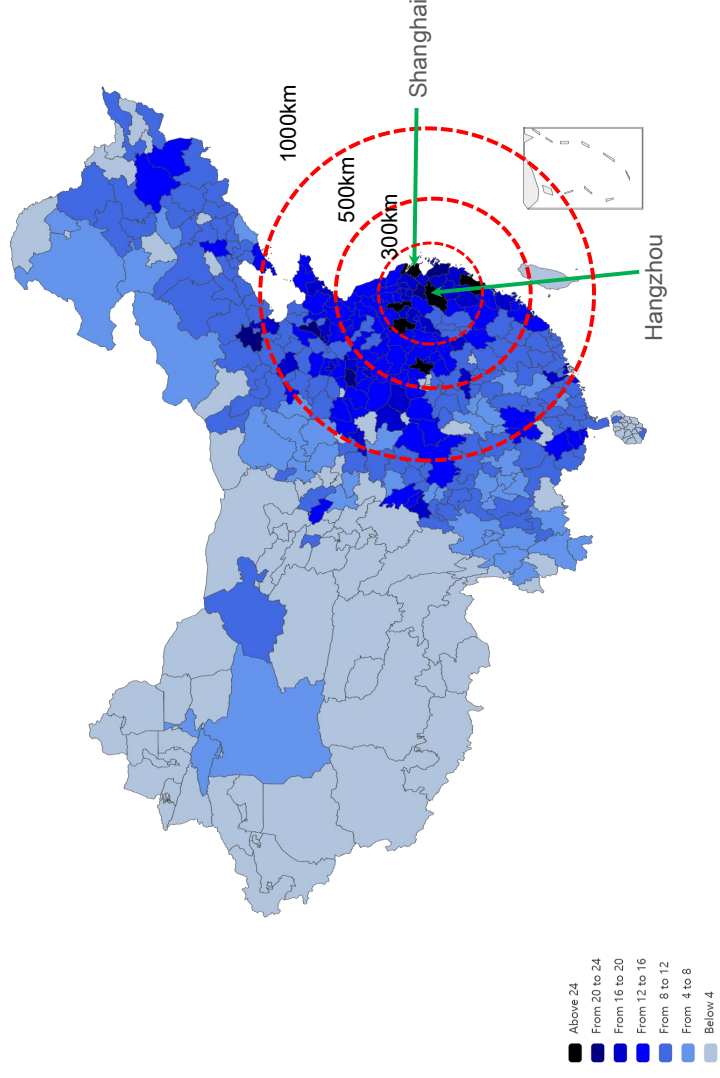 Shanghai
1000km
500km
300km
Hangzhou
Above 24
From 20 to 24
From 16 to 20
From 12 to 16
From 8 to 12
From 4 to 8
Below 4